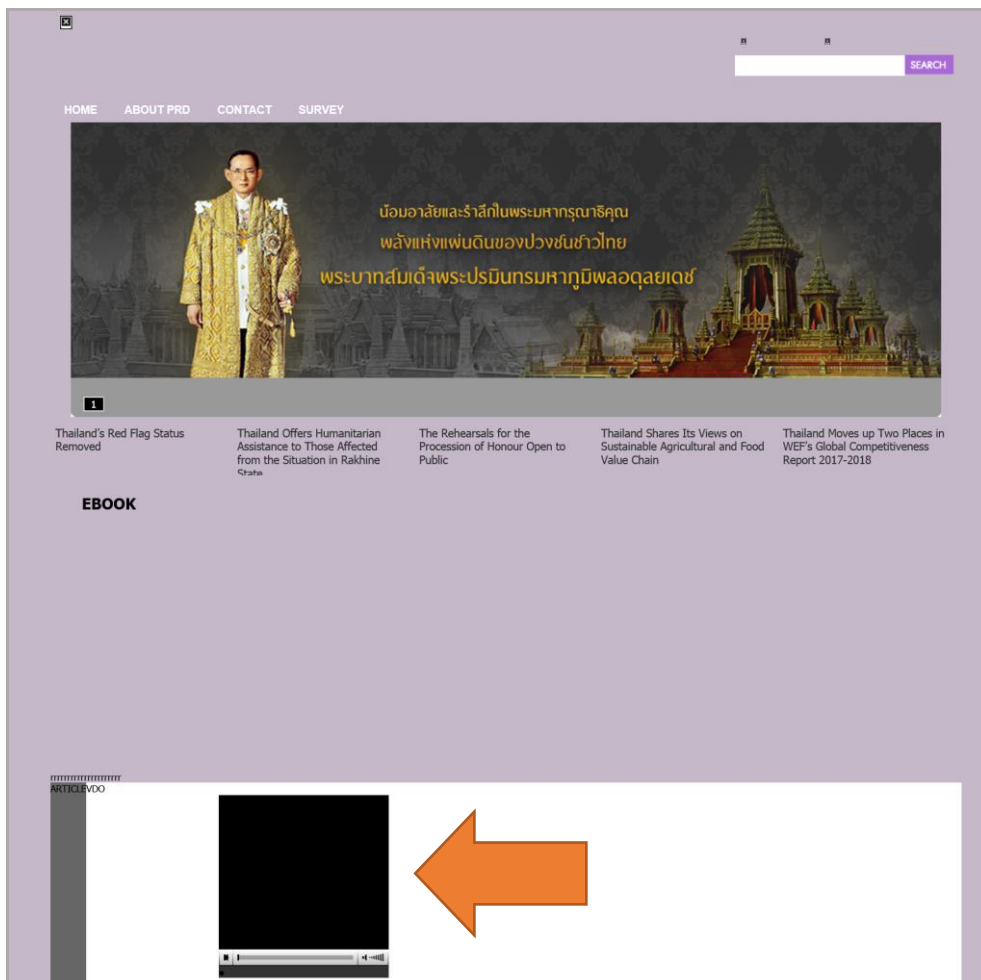 SEARCH
HOME ABOUT PRD CONTACT SURVEY
น้อมอาลัยและรำลึกในพระมหากรุณาธิคุณ
พลังแห่งแผ่นดินของปวงชนชาวไทย
พระบาทสมเด็จพระปรมินทรมหาภูมิพลอดุลยเดช
1
Thailand's Red Flag Status
Removed
Thailand Offers Humanitarian
Assistance to Those Affected
from the Situation in Rakhine
State
The Rehearsals for the
Procession of Honour Open to
Public
Thailand Shares Its Views on
Sustainable Agricultural and Food
Value Chain
Thailand Moves up Two Places in
WEF's Global Competitiveness
Report 2017-2018
EBOOK
ARTICLEVDO